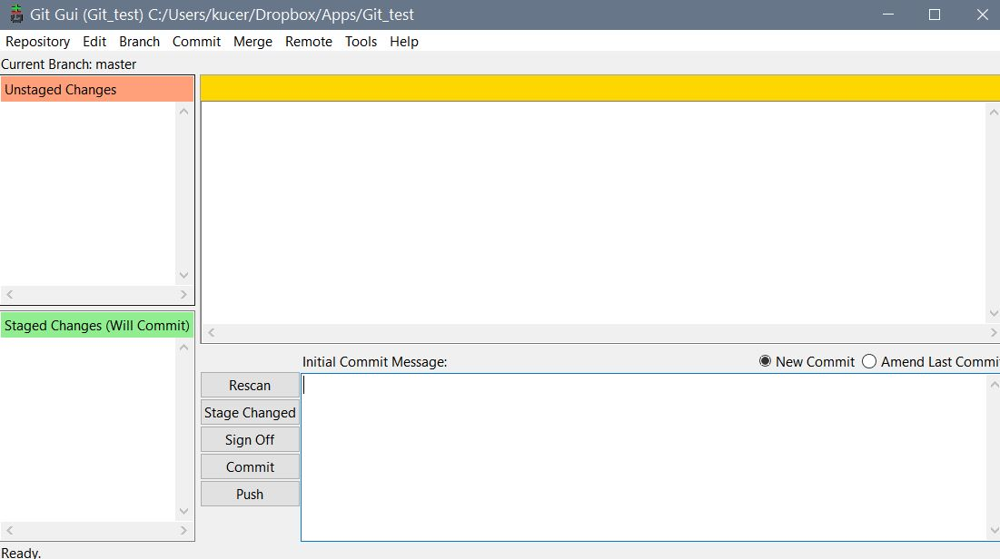 Git Gui (Git_test) C:/Users/kucer/Dropbox/Apps/Git_test
Repository Edit Branch Commit Merge Remote Tools Help
Current Branch: master
Unstaged Changes
Staged Changes (Will Commit)
Initial Commit Message: New Commit Amend Last Commi
Rescan
Stage Changed
Sign Off
Commit
Push
Ready.